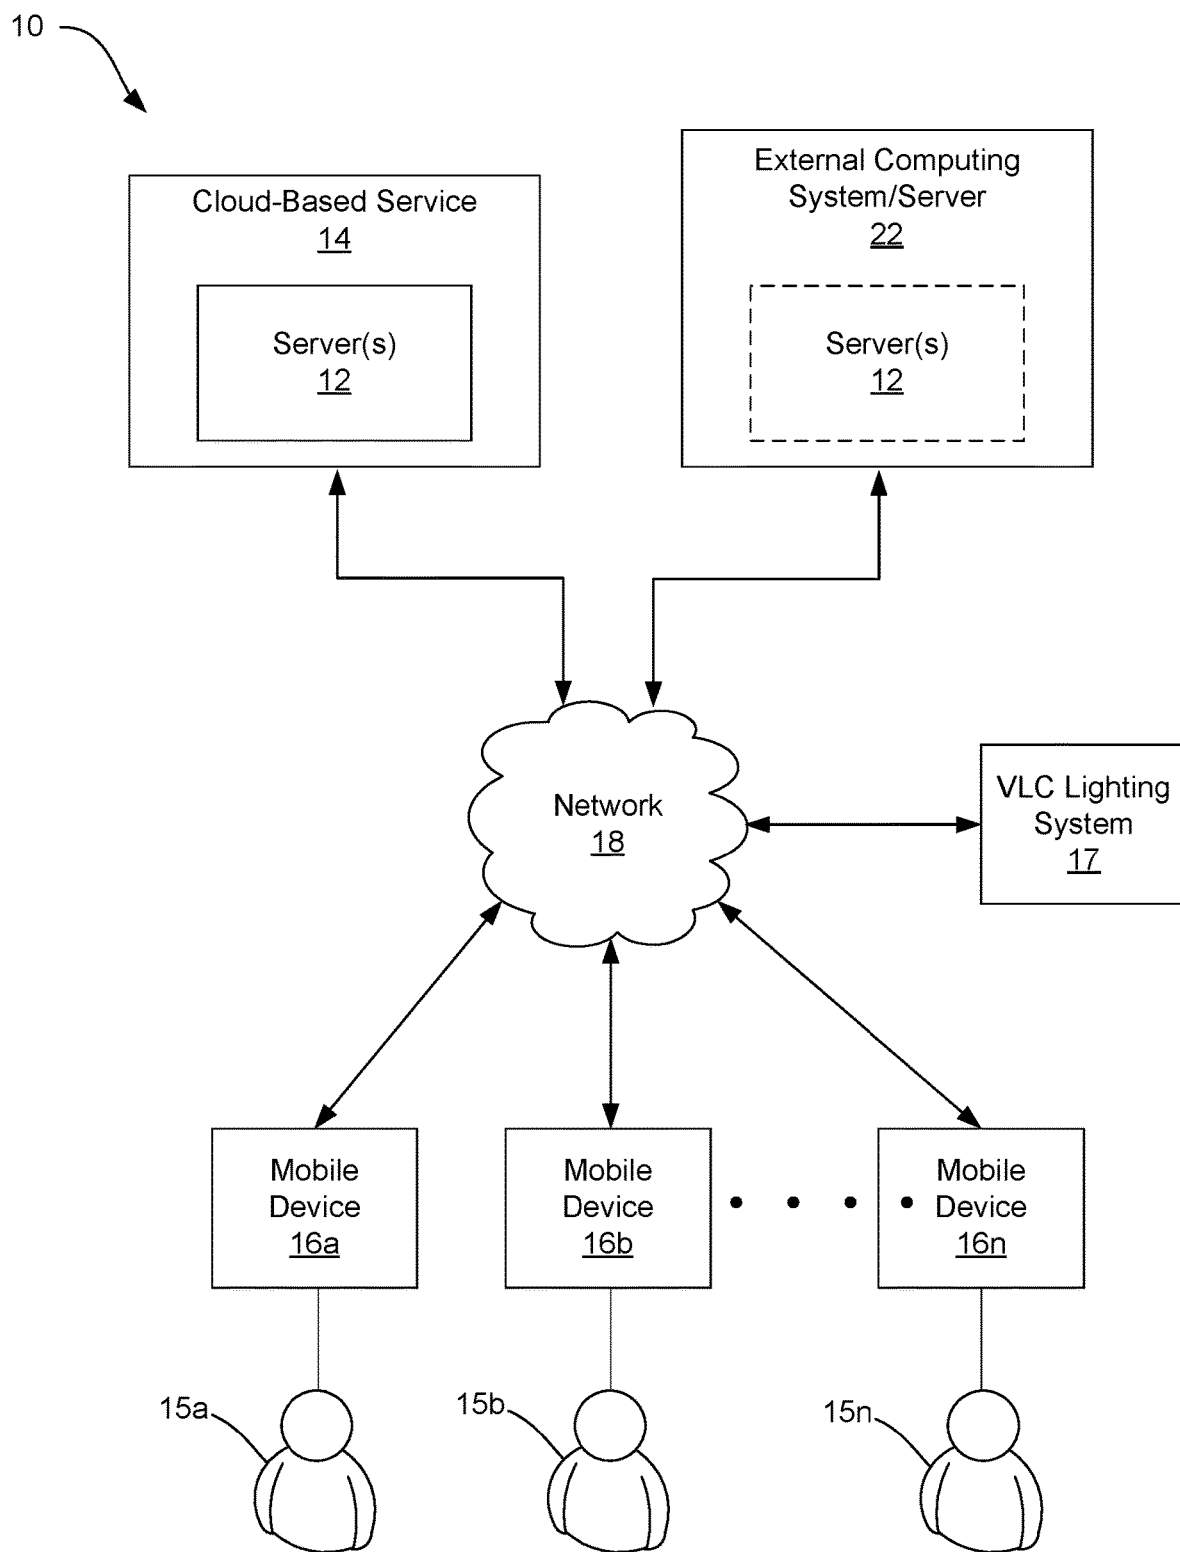 10
Cloud-Based Service
14
Server(s)
12
External Computing
System/Server
22
Server(s)
12
Network
18
VLC Lighting
System
17
Mobile
Device
16a
Mobile
Device
16b
Mobile
Device
16n
15a
15b
15n